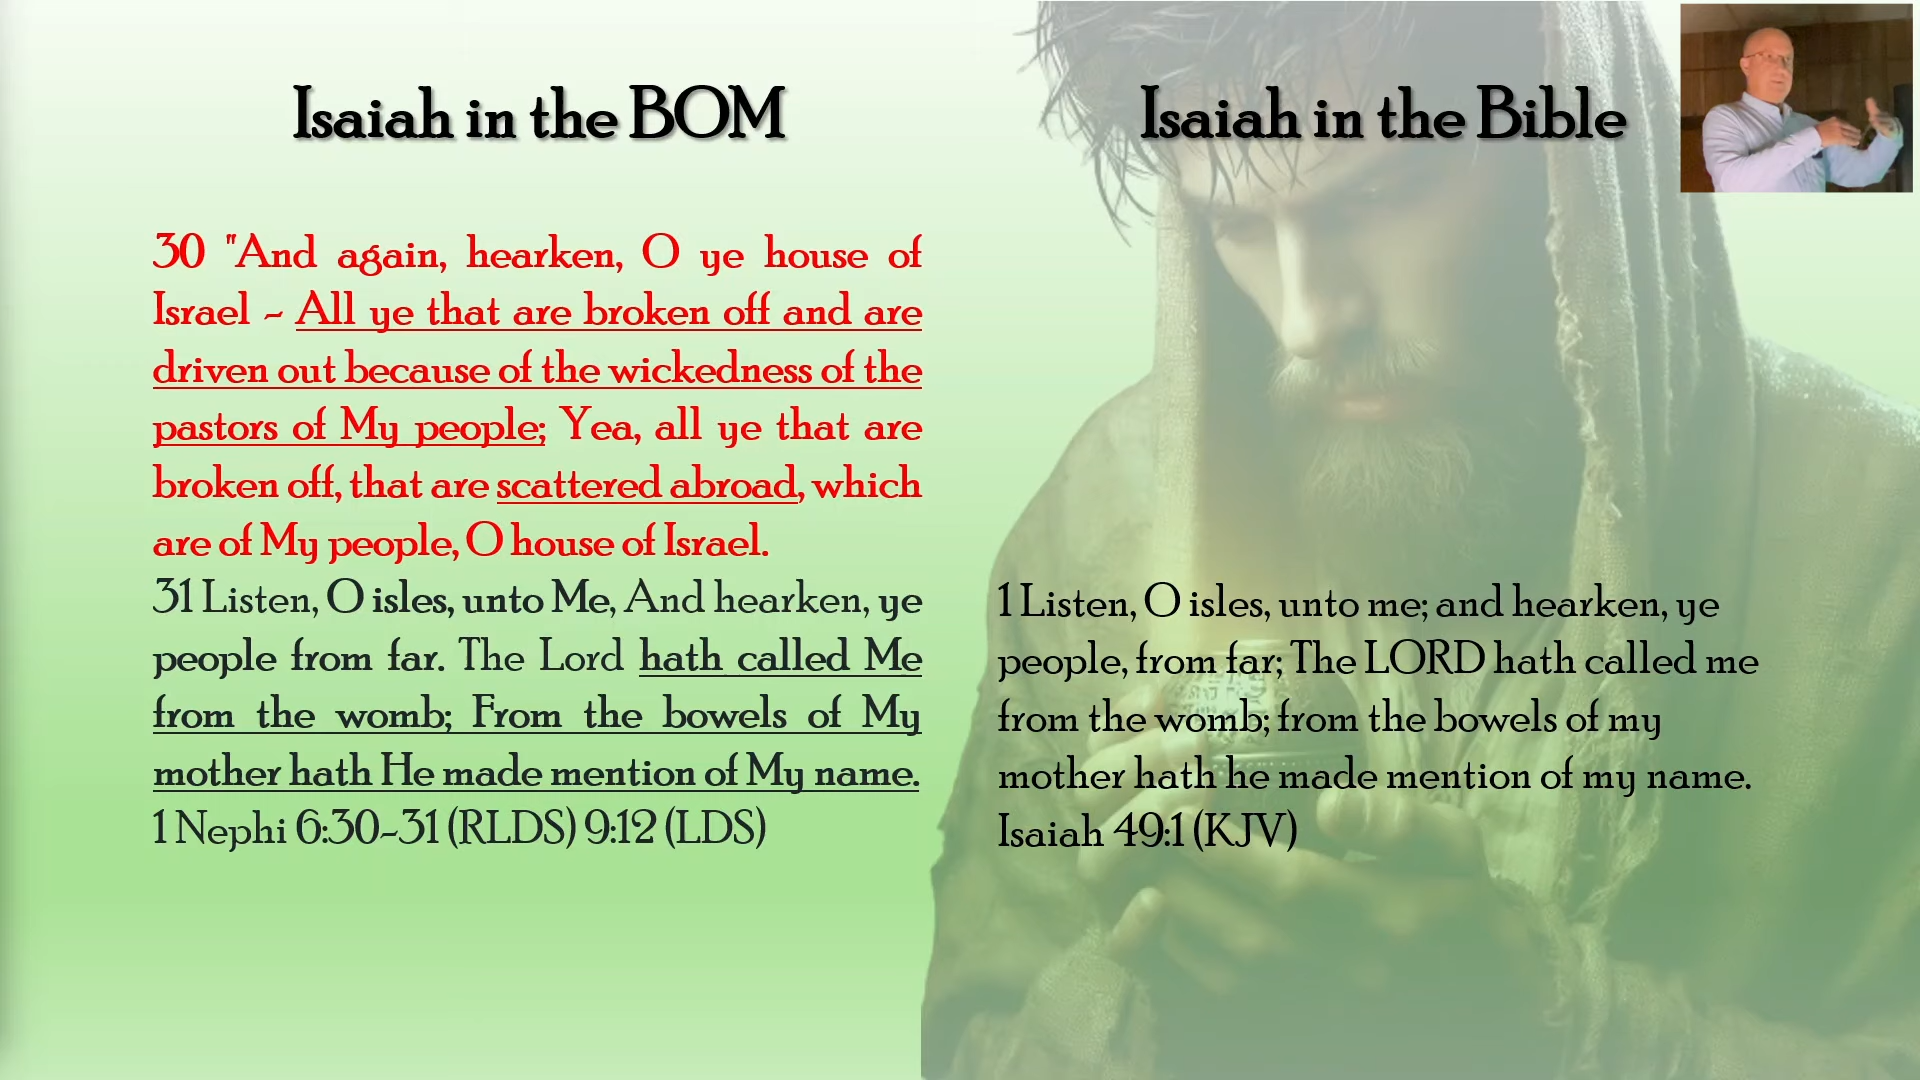 Isaiah in the BOM
30 "And again, hearken, O ye house of
Israel - All ye that are broken off and are
driven out because of the wickedness of the
pastors of My people; Yea, all ye that are
broken off, that are scattered abroad, which
are of My people, O house of Israel.
31 Listen, O isles, unto Me, And hearken, ye
people from far. The Lord hath called Me
from the womb; From the bowels of My
mother hath He made mention of My name.
1 Nephi 6:30-31 (RLDS) 9:12 (LDS)
Isaiah in the Bible
1 Listen, O isles, unto me; and hearken, ye
people, from far; The LORD hath called me
from the womb; from the bowels of my
mother hath he made mention of my name.
Isaiah 49:1 (KJV)